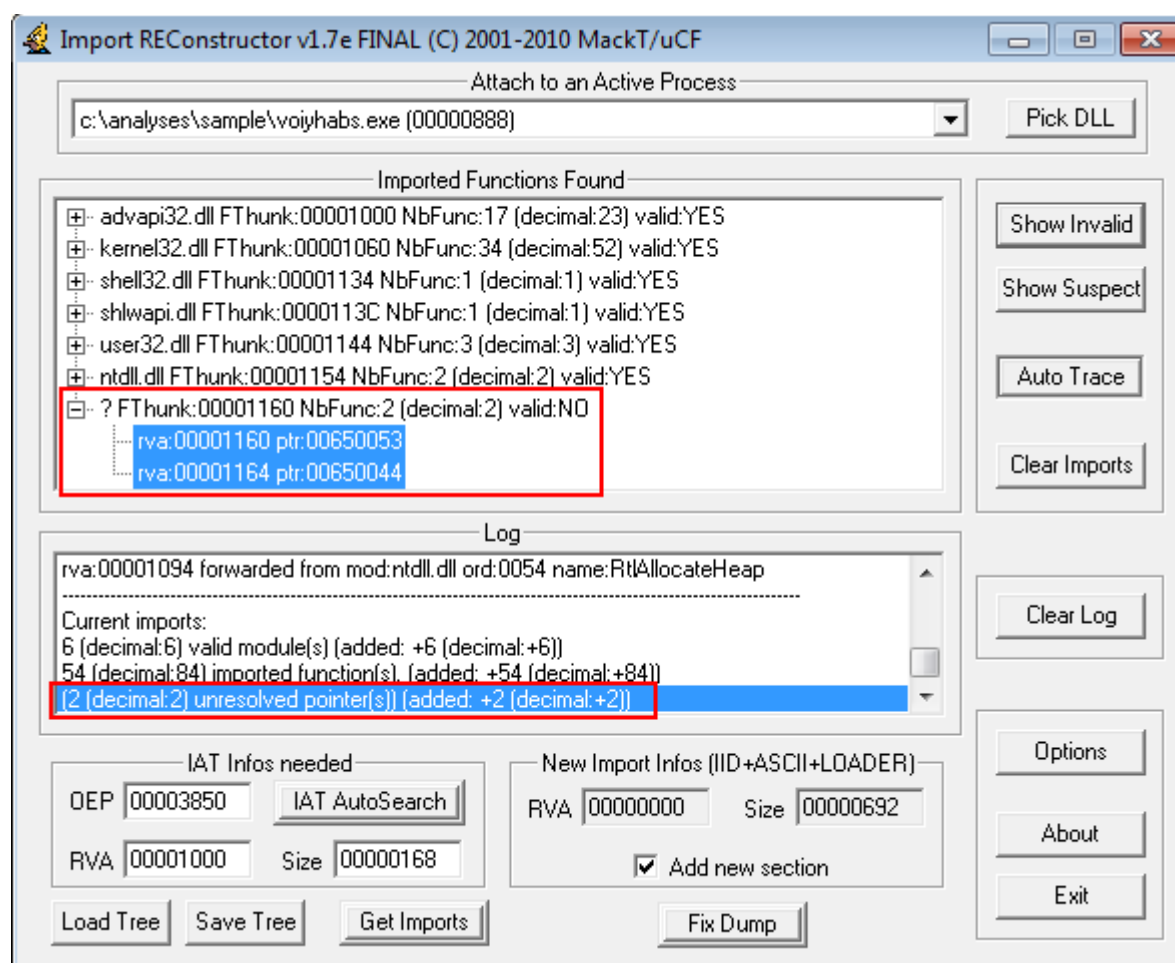 Import REConstructor v1.7e FINAL (C) 2001-2010 MackT/uCF
Attach to an Active Process
c:\analyses\sample\voiyhabs.exe (00000888)
Pick DLL
Imported Functions Found
advapi32.dll FThunk:00001000 NbFunc:17 (decimal:23) valid:YES
kernel32.dll FThunk:00001060 NbFunc:34 (decimal:52) valid:YES
shell32.dll FThunk:00001134 NbFunc:1 (decimal:1) valid:YES
shlwapi.dll FThunk:0000113C NbFunc:1 (decimal:1) valid:YES
user32.dll FThunk:00001144 NbFunc:3 (decimal:3) valid:YES
ntdll.dll FThunk:00001154 NbFunc:2 (decimal:2) valid:YES
? FThunk:00001160 NbFunc:2 (decimal:2) valid:NO
rva:00001160 ptr:00650053
rva:00001164 ptr:00650044
Show Invalid
Show Suspect
Auto Trace
Clear Imports
Log
rva:00001094 forwarded from mod:ntdll.dll ord:0054 name:RtlAllocateHeap
---------------------------------------------------------------------------
Current imports:
6 (decimal:6) valid module(s) (added: +6 (decimal:+6))
54 (decimal:84) imported function(s). (added: +54 (decimal:+84))
(2 (decimal:2) unresolved pointer(s)) (added: +2 (decimal:+2))
Clear Log
IAT Infos needed
OEP 00003850 IAT AutoSearch
RVA 00001000 Size 00000168
New Import Infos (IID+ASCII+LOADER)
RVA 00000000 Size 00000692
Add new section
Options
About
Exit
Load Tree Save Tree Get Imports Fix Dump